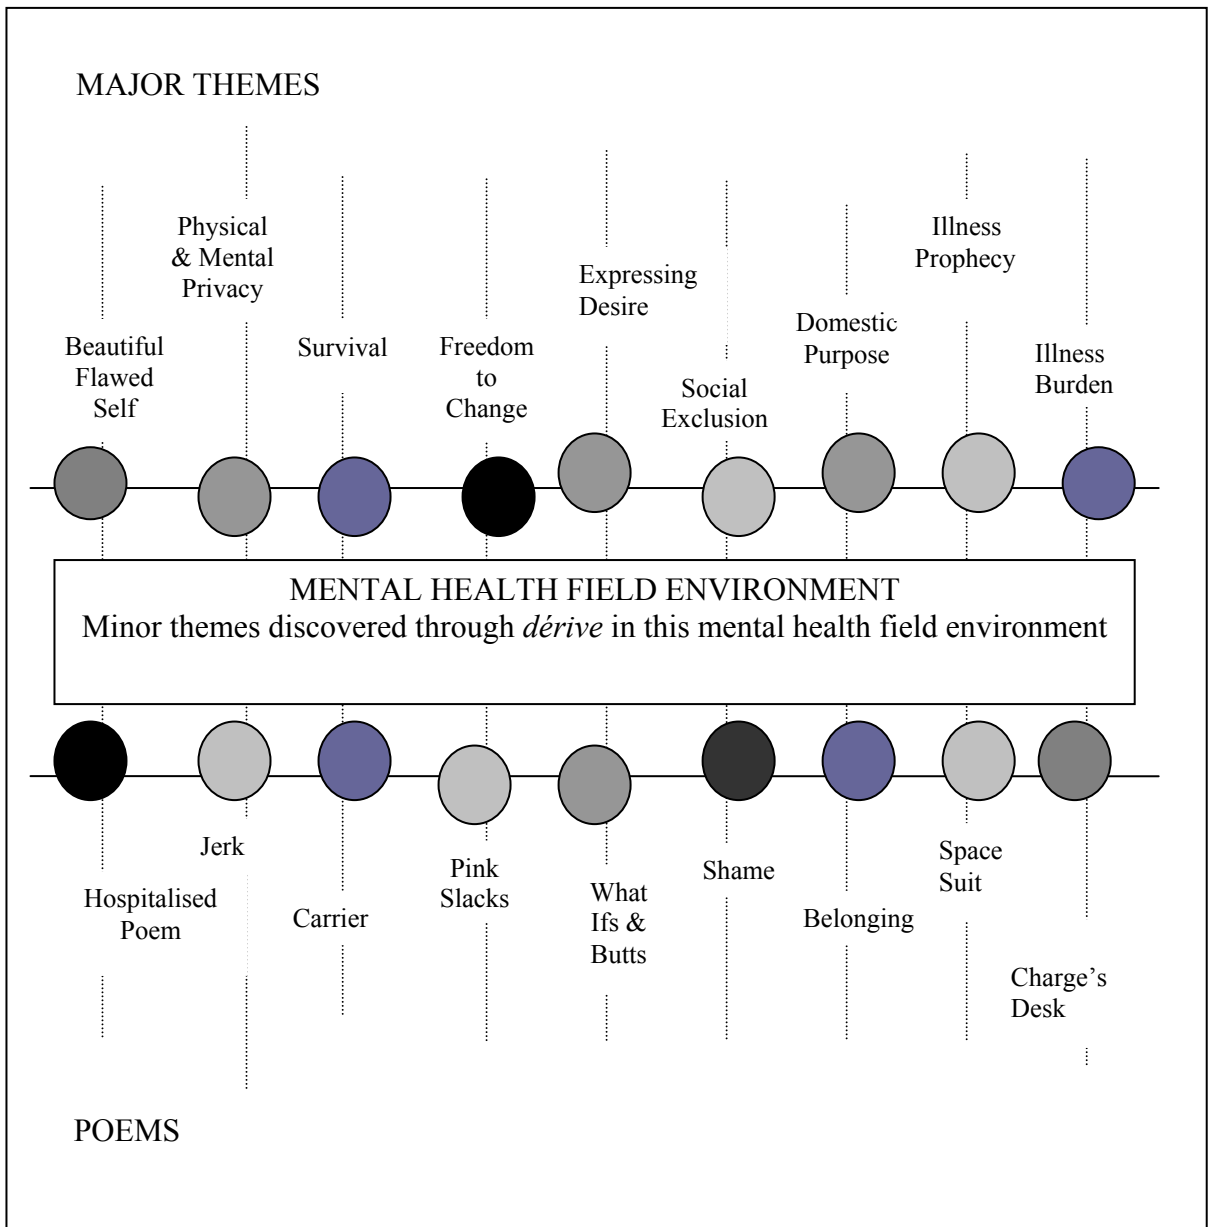 MAJOR THEMES
Physical
& Mental
Privacy
Illness
Prophecy
Expressing
Desire
Beautiful
Flawed
Self
Survival
Freedom
to
Change
Social
Exclusion
Domestic
Purpose
Illness
Burden
MENTAL HEALTH FIELD ENVIRONMENT
Minor themes discovered through dérive in this mental health field environment
Hospitalised
Poem
Jerk
Carrier
Pink
Slacks
What
Ifs &
Butts
Shame
Belonging
Space
Suit
Charge’s
Desk
POEMS